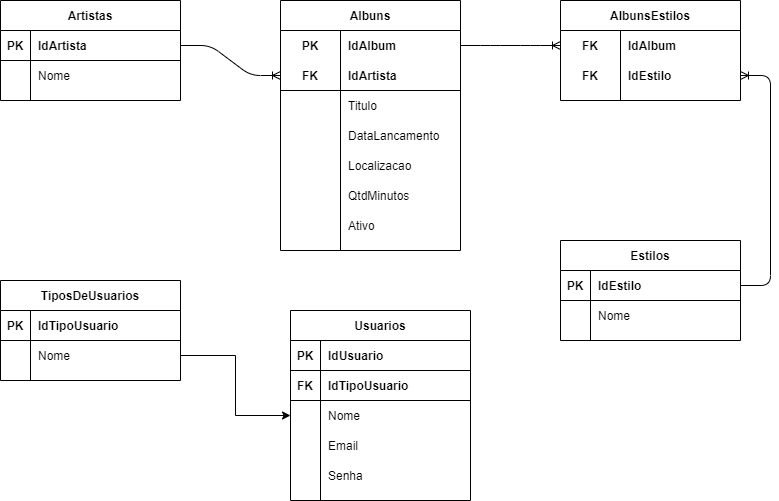 Artistas
PK IdArtista
Nome
Albuns
PK IdAlbum
FK IdArtista
Titulo
DataLancamento
Localizacao
QtdMinutos
Ativo
AlbunsEstilos
FK IdAlbum
FK IdEstilo
Estilos
PK IdEstilo
Nome
TiposDeUsuarios
PK IdTipoUsuario
Nome
Usuarios
PK IdUsuario
FK IdTipoUsuario
Nome
Email
Senha